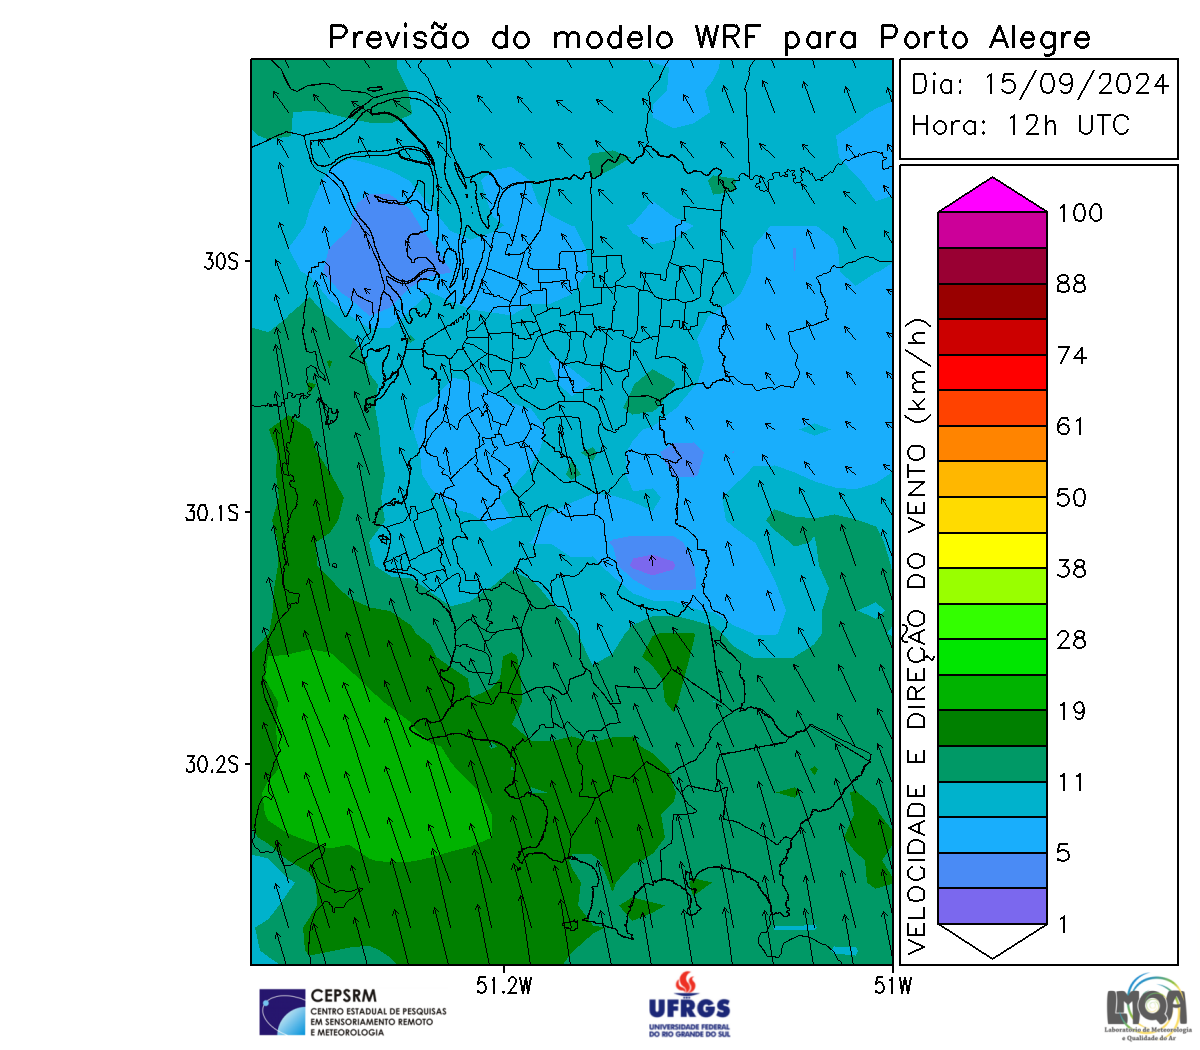 Previsão do modelo WRF para Porto Alegre
Dia: 15/09/2024
Hora: 12h UTC
30S
30.1S
30.2S
51.2W
51W
VELOCIDADE E DIREÇÃO DO VENTO (km/h)
100
88
74
61
50
38
28
19
11
5
1
CEPSRM
CENTRO ESTADUAL DE PESQUISAS
EM SENSORIAMENTO REMOTO
E METEOROLOGIA
UFRGS
UNIVERSIDADE FEDERAL
DO RIO GRANDE DO SUL
LMQA
Laboratório de Meteorologia
e Qualidade do Ar